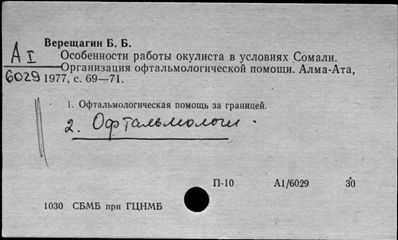 Верещагин Б. Б.
А I
Особенности работы окулиста в условиях Сомали.
Организация офтальмологической помощи. Алма-Ата,
6029 1977, с. 69—71.
1. Офтальмологическая помощь за границей.
2. Офтальмологи
П-10 А1/6029 30
1030 СБМБ при ГЦНМБ